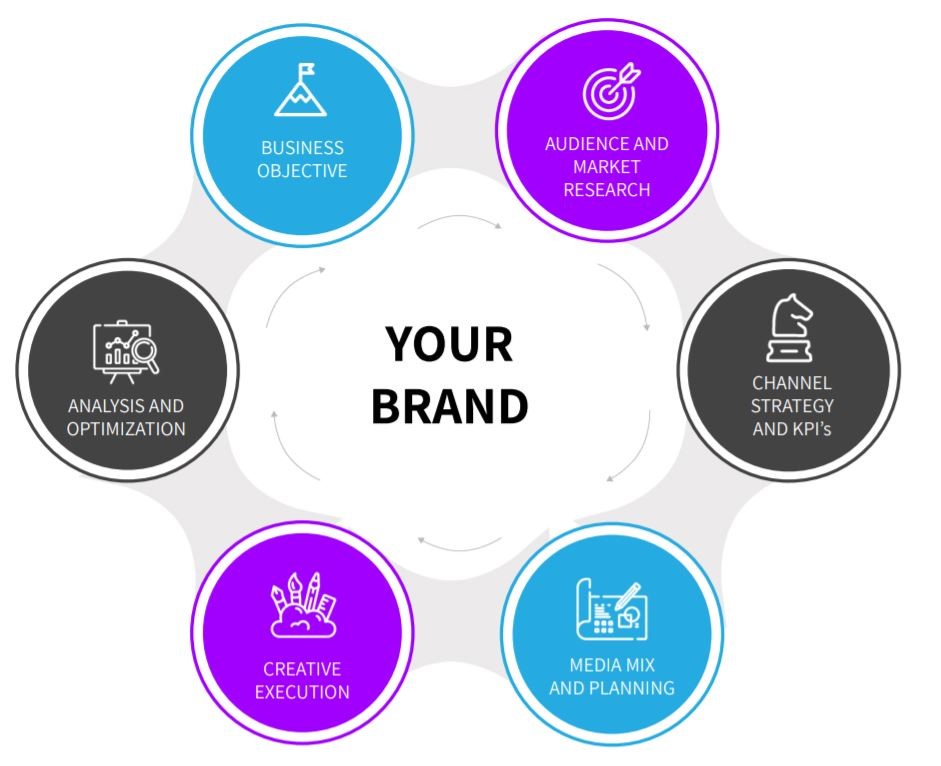 BUSINESS
OBJECTIVE
AUDIENCE AND
MARKET
RESEARCH
CHANNEL
STRATEGY
AND KPI’s
MEDIA MIX
AND PLANNING
CREATIVE
EXECUTION
ANALYSIS AND
OPTIMIZATION
YOUR
BRAND